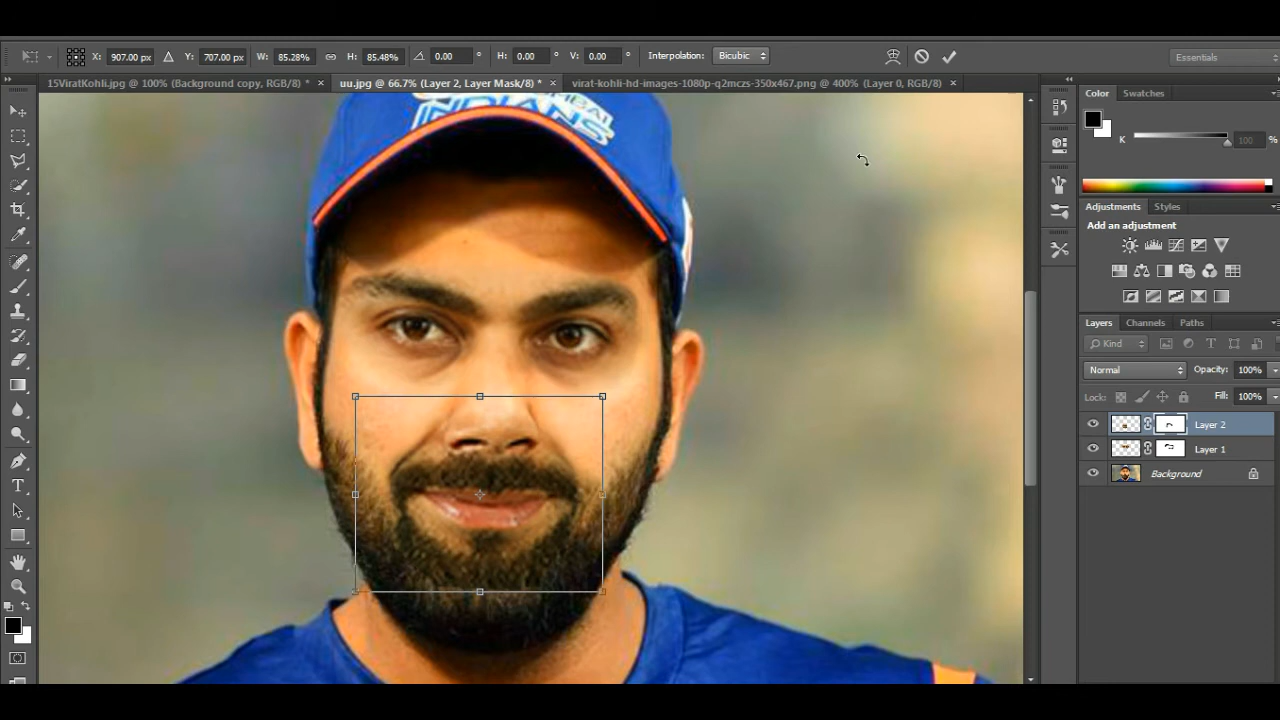 X: 907.00 px Y: 707.00 px W: 85.28% H: 85.48% 0.00 ° H: 0.00 ° V: 0.00 ° Interpolation: Bicubic Essentials
15ViratKohli.jpg @ 100% (Background copy, RGB/8) * × uu.jpg @ 66.7% (Layer 2, Layer Mask/8) * × virat-kohli-hd-images-1080p-q2mczs-350x467.png @ 400% (Layer 0, RGB/8) ×
Color Swatches
K 100 %
Adjustments Styles
Add an adjustment
Layers Channels Paths
Kind
Normal Opacity: 100%
Lock: Fill: 100%
Layer 2
Layer 1
Background
MUMBAI
INDIANS